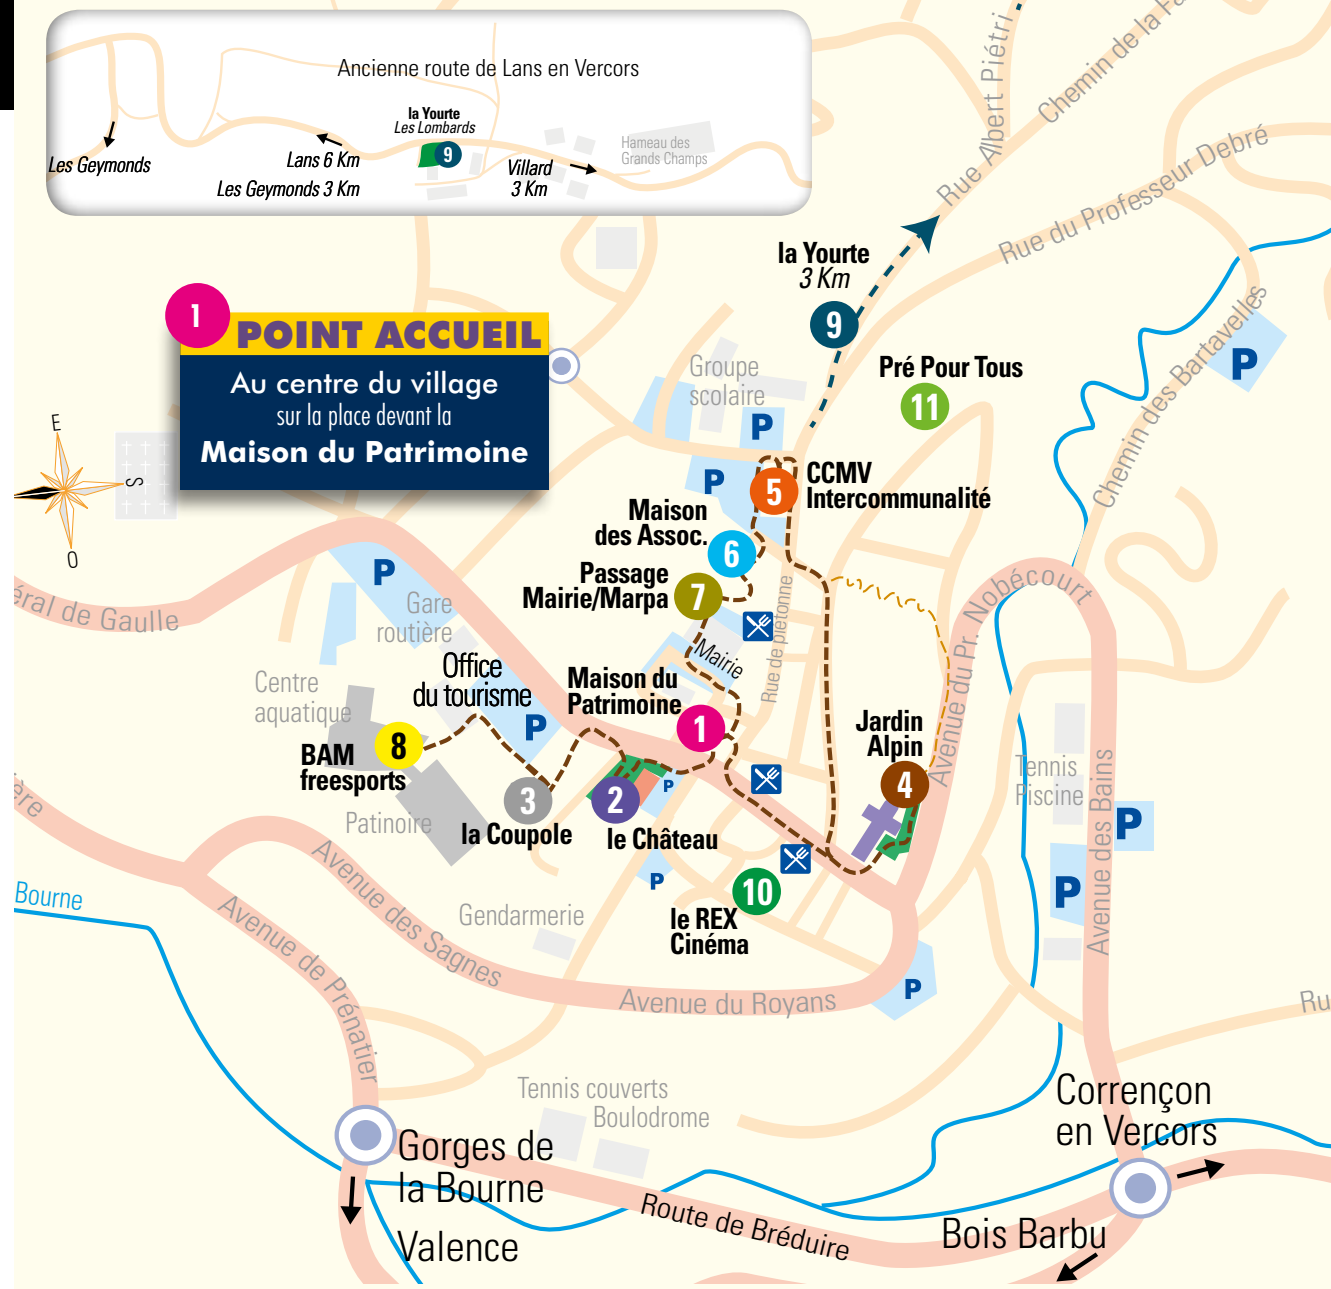 Ancienne route de Lans en Vercors
la Yourte
Les Lombards
9
Les Geymonds
Lans 6 Km
Les Geymonds 3 Km
Villard
3 Km
Hameau des
Grands Champs
Rue Albert Piétri
Chemin de la Fa
Rue du Professeur Debré
la Yourte
3 Km
9
1
POINT ACCUEIL
Au centre du village
sur la place devant la
Maison du Patrimoine
Groupe
scolaire
P
Pré Pour Tous
11
P
Chemin des Bartavelles
E
S
O
P
5
CCMV
Intercommunalité
Maison
des Assoc.
6
Passage
Mairie/Marpa
7
P
Gare
routière
éral de Gaulle
Mairie
Rue de piétonne
Avenue du Pr. Nobécourt
Office
du tourisme
P
Maison du
Patrimoine
1
Centre
aquatique
BAM
freesports
8
Jardin
Alpin
4
Tennis
Piscine
Avenue des Bains
P
P
Patinoire
3
la Coupole
2
le Château
P
P
10
le REX
Cinéma
ère
Bourne
Avenue des Sagnes
Avenue de Prénatier
Gendarmerie
Avenue du Royans
P
Ru
Tennis couverts
Boulodrome
Corrençon
en Vercors
Gorges de
la Bourne
Valence
Route de Bréduire
Bois Barbu